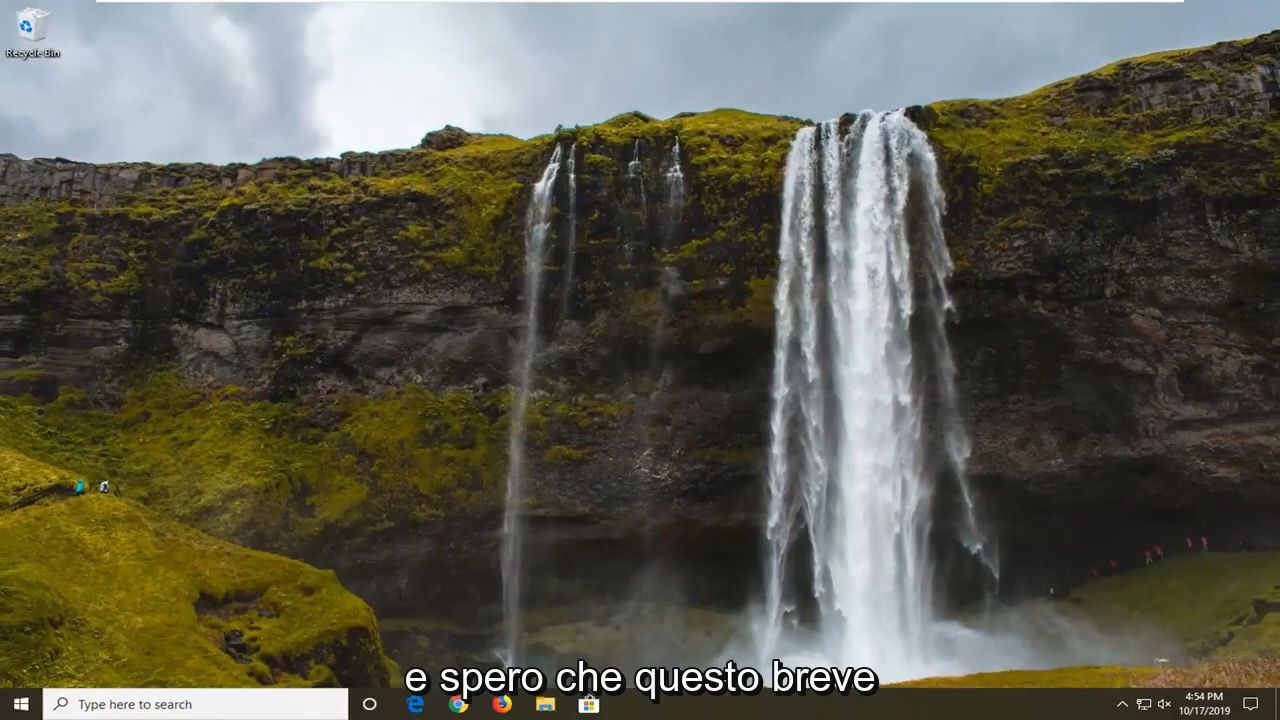 Recycle Bin
e spero che questo breve
Type here to search
4:54 PM
10/17/2019